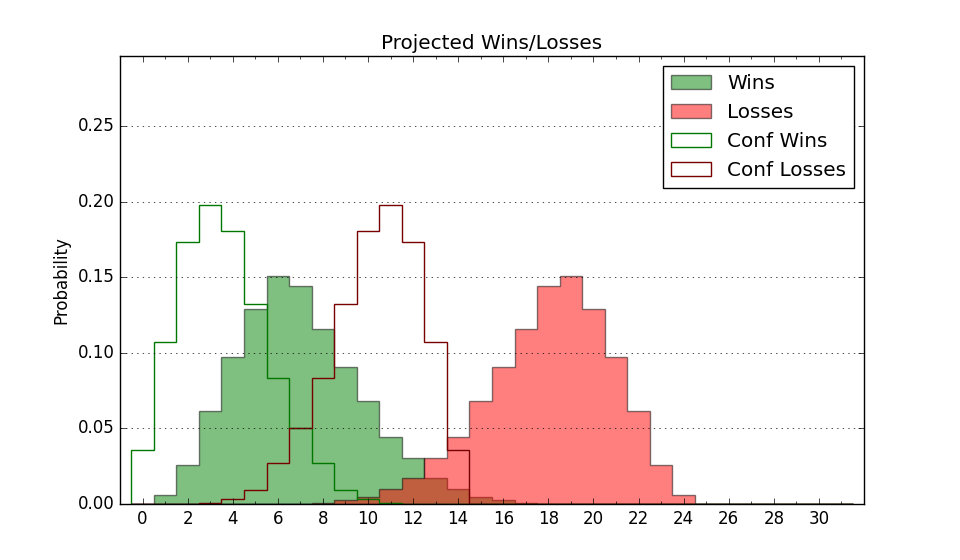 Projected Wins/Losses
Wins
Losses
Conf Wins
Conf Losses
Probability
0.25
0.20
0.15
0.10
0.05
0.00
0 2 4 6 8 10 12 14 16 18 20 22 24 26 28 30